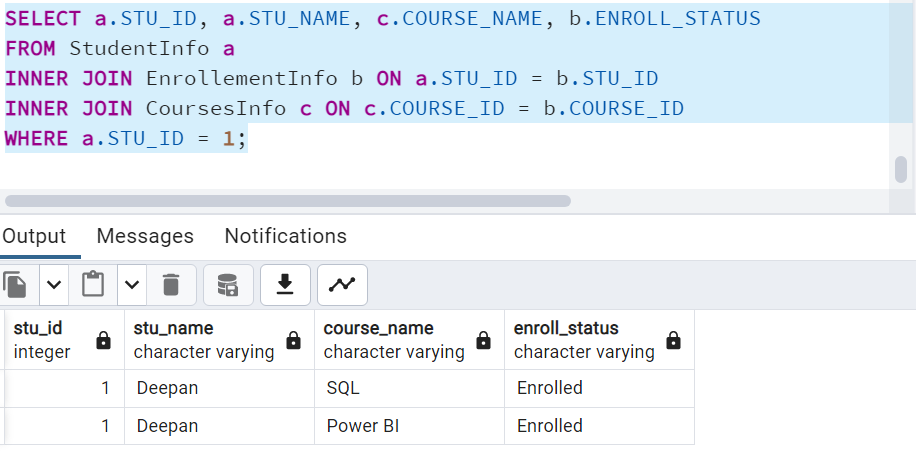 SELECT a.STU_ID, a.STU_NAME, c.COURSE_NAME, b.ENROLL_STATUS
FROM StudentInfo a
INNER JOIN EnrollementInfo b ON a.STU_ID = b.STU_ID
INNER JOIN CoursesInfo c ON c.COURSE_ID = b.COURSE_ID
WHERE a.STU_ID = 1;
Output Messages Notifications
stu_id stu_name course_name enroll_status
integer character varying character varying character varying
1 Deepan SQL Enrolled
1 Deepan Power BI Enrolled